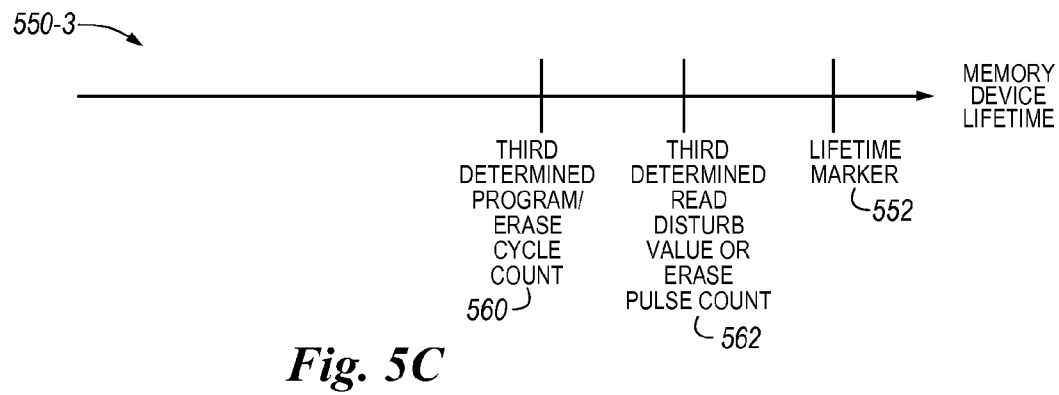 550-3
MEMORY
DEVICE
LIFETIME
THIRD
DETERMINED
PROGRAM/
ERASE
CYCLE
COUNT
560
THIRD
DETERMINED
READ
DISTURB
VALUE OR
ERASE
PULSE COUNT
562
LIFETIME
MARKER
552
Fig. 5C